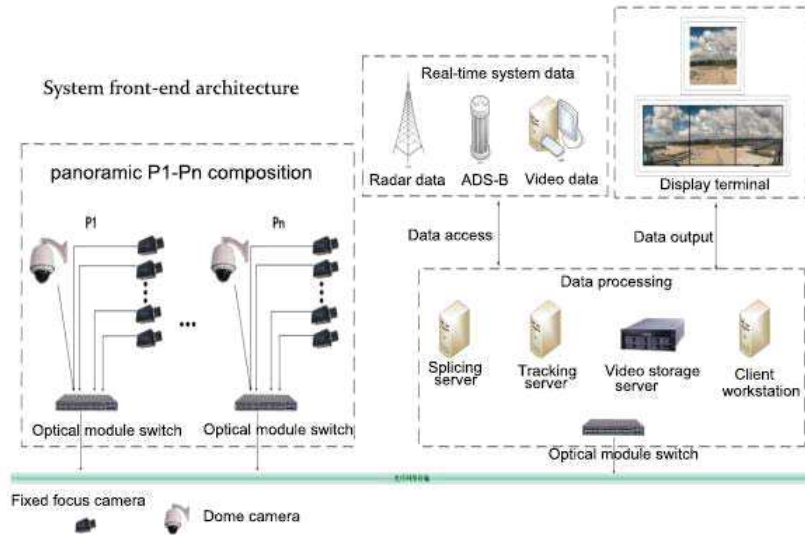 System front-end architecture
panoramic P1-Pn composition
P1
Pn
Optical module switch
Optical module switch
Real-time system data
Radar data
ADS-B
Video data
Display terminal
Data access
Data output
Data processing
Splicing
server
Tracking
server
Video storage
server
Client
workstation
Optical module switch
Fixed focus camera
Dome camera